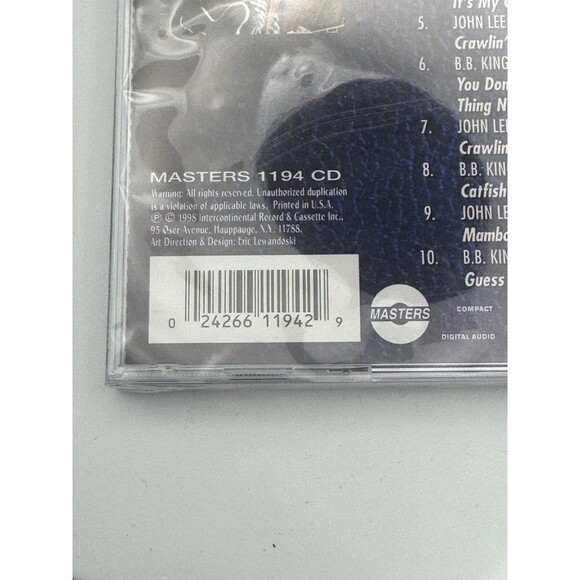 It's My
5. JOHN LEE
Crawlin'
6. B.B. KING
You Don
Thing N
7. JOHN LEE
Crawlin
8. B.B. KIN
Catfish
9. JOHN LE
Mambo
10. B.B. KIN
Guess
MASTERS 1194 CD
Warning: All rights reserved. Unauthorized duplication
is a violation of applicable laws. Printed in U.S.A.
Ⓟ © 1998 Intercontinental Record & Cassette Inc.,
95 Oser Avenue, Hauppauge, N.Y. 11788.
Art Direction & Design: Eric Lewandoski
0 24266 11942 9
MASTERS
COMPACT
DIGITAL AUDIO